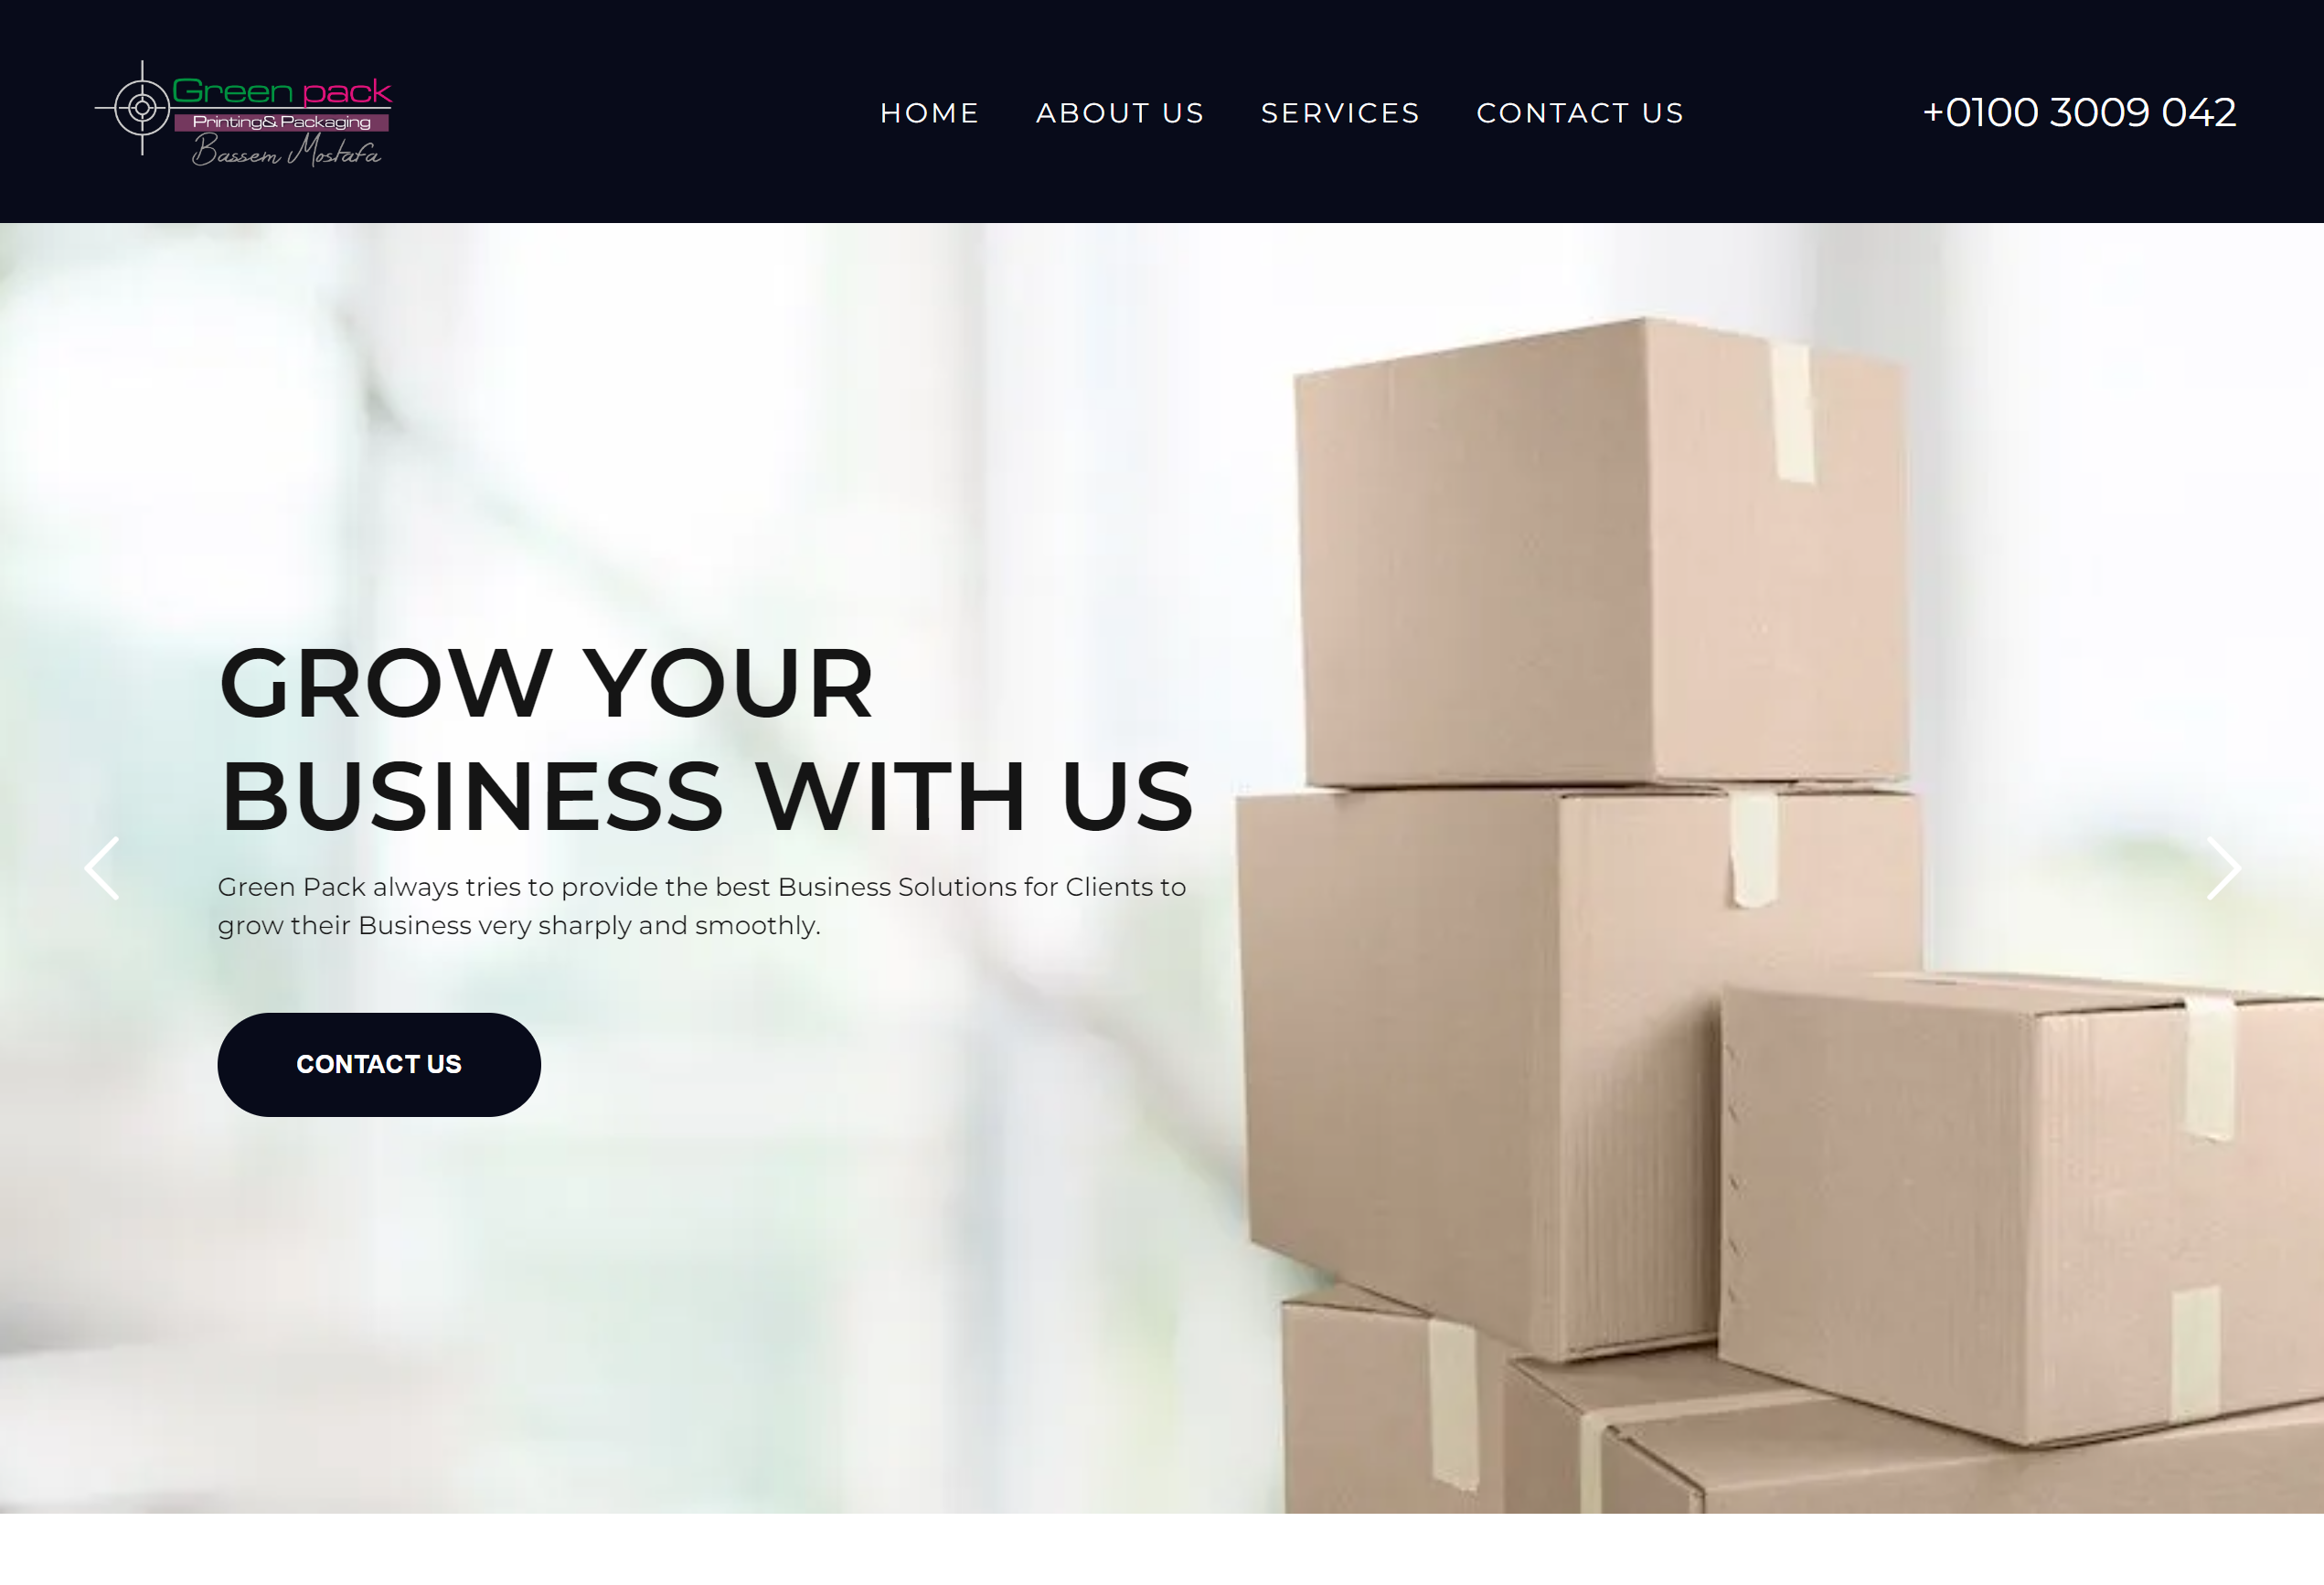 Green pack
Printing& Packaging
Bassem Mostafa
HOME ABOUT US SERVICES CONTACT US
+0100 3009 042
GROW YOUR
BUSINESS WITH US
Green Pack always tries to provide the best Business Solutions for Clients to
grow their Business very sharply and smoothly.
CONTACT US